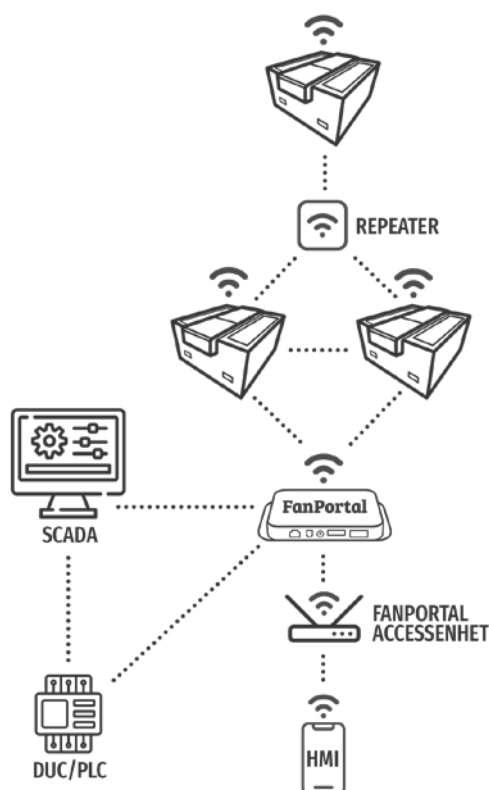 REPEATER
FanPortal
SCADA
FANPORTAL
ACCESSENHET
DUC/PLC
HMI